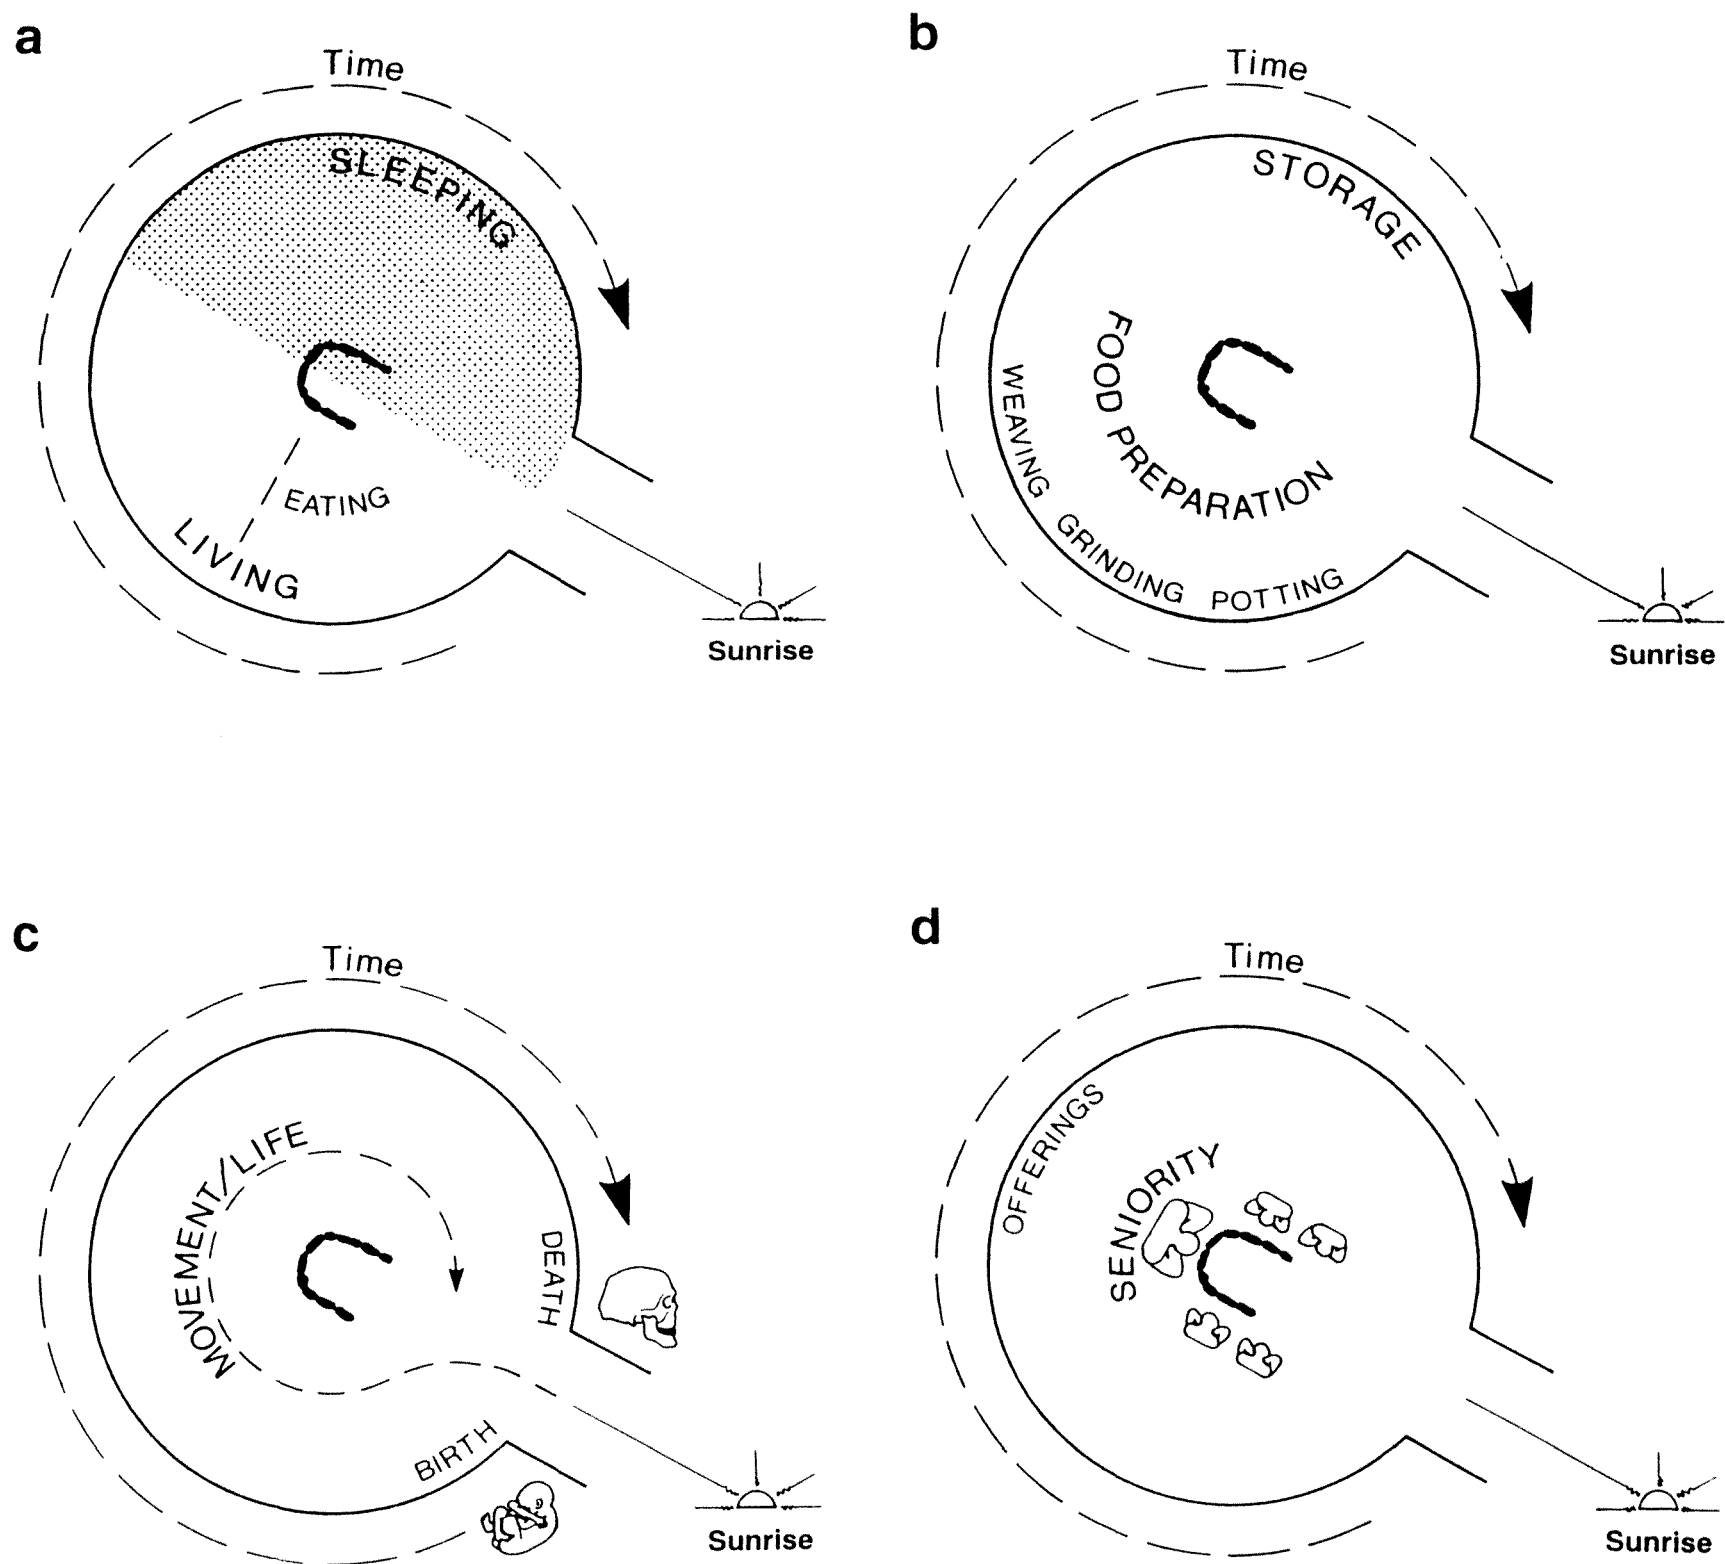 a
Time
SLEEPING
EATING
LIVING
Sunrise
b
Time
STORAGE
FOOD PREPARATION
WEAVING GRINDING POTTING
Sunrise
c
Time
MOVEMENT/LIFE
DEATH
BIRTH
Sunrise
d
Time
OFFERINGS
SENIORITY
Sunrise